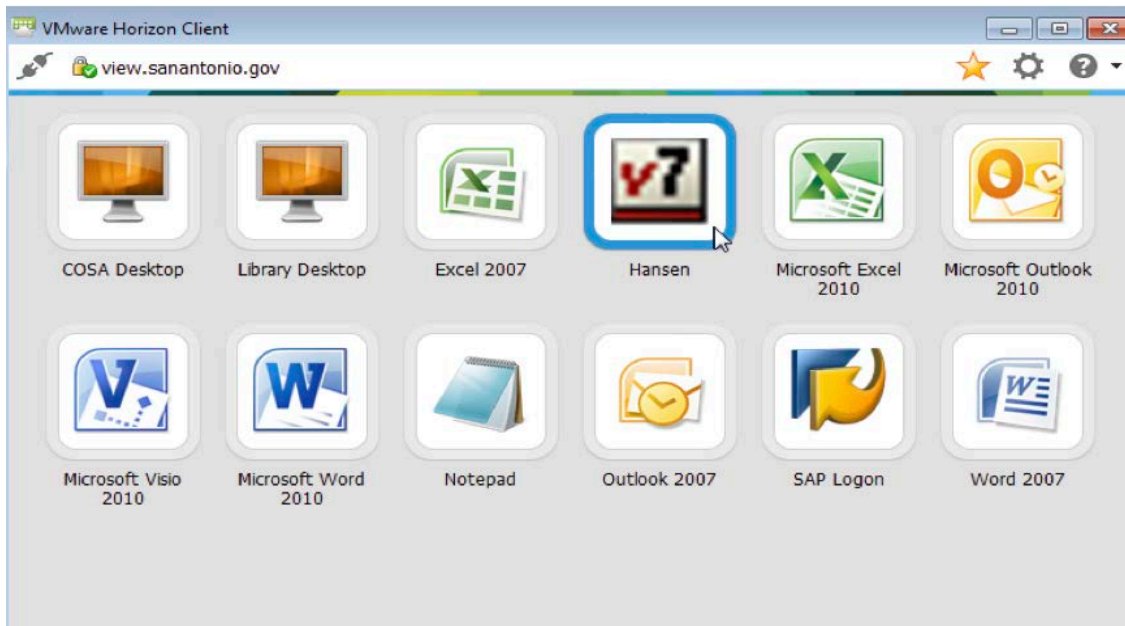 VMware Horizon Client
view.sanantonio.gov
COSA Desktop
Library Desktop
Excel 2007
v7
Hansen
Microsoft Excel
2010
Microsoft Outlook
2010
Microsoft Visio
2010
Microsoft Word
2010
Notepad
Outlook 2007
SAP Logon
Word 2007